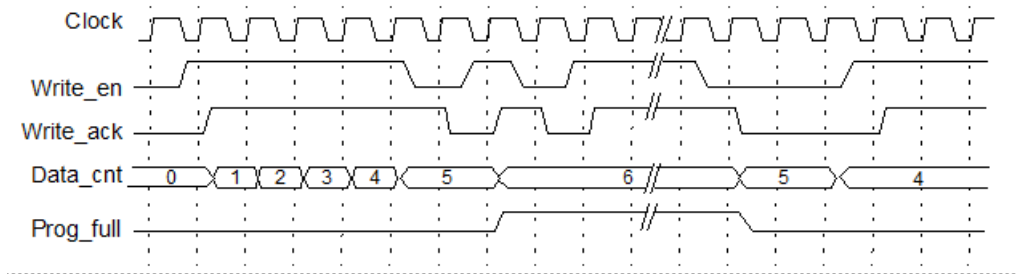 Clock
Write_en
Write_ack
Data_cnt 0 1 2 3 4 5 6 5 4
Prog_full